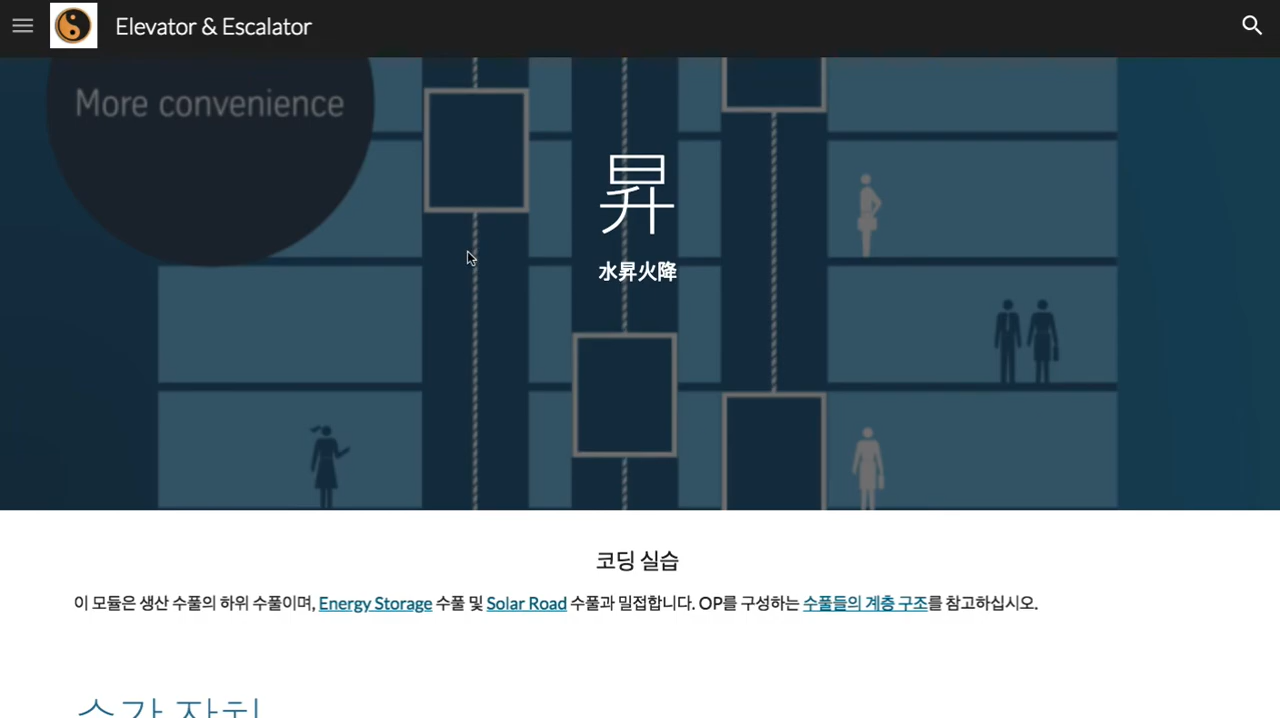 Elevator & Escalator
More convenience
昇
水昇火降
코딩 실습
이 모듈은 생산 수풀의 하위 수풀이며, Energy Storage 수풀 및 Solar Road 수풀과 밀접합니다. OP를 구성하는 수풀들의 계층 구조를 참고하십시오.